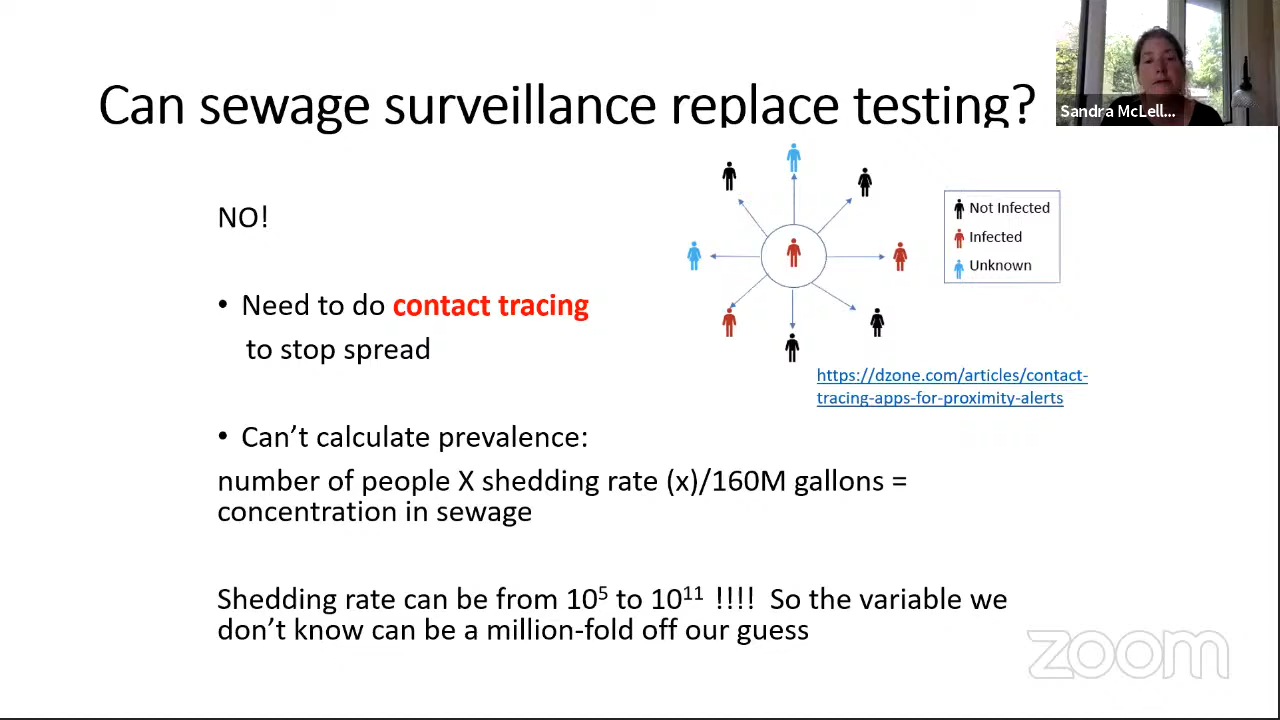 Can sewage surveillance replace testing?
Sandra McLell...
NO!
Not Infected
Infected
Unknown
• Need to do contact tracing
to stop spread
https://dzone.com/articles/contact-
tracing-apps-for-proximity-alerts
• Can’t calculate prevalence:
number of people X shedding rate (x)/160M gallons =
concentration in sewage
Shedding rate can be from 10⁵ to 10¹¹ !!!! So the variable we
don’t know can be a million-fold off our guess
zoom